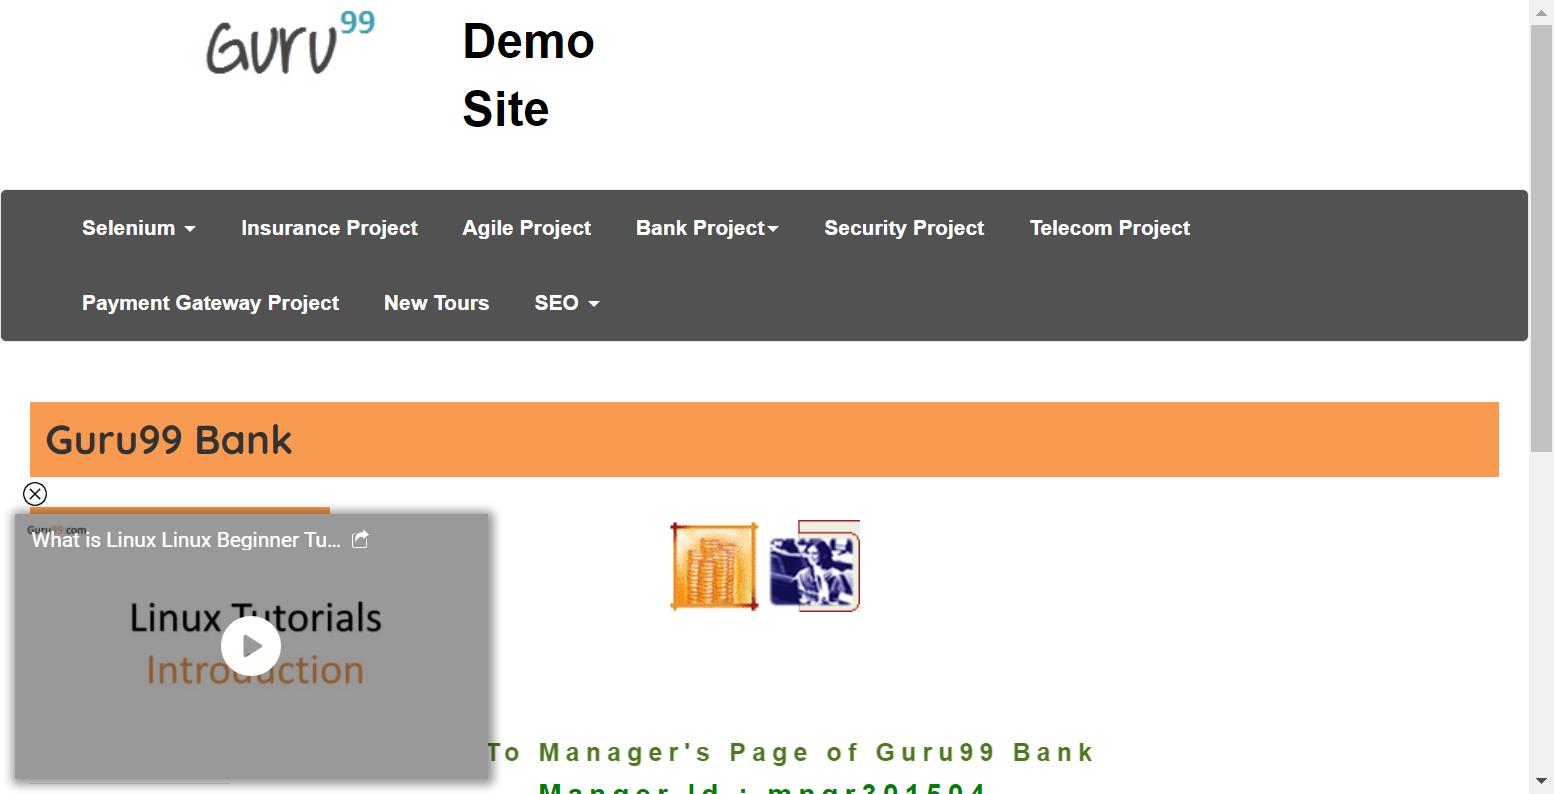 Guru99
Demo
Site
Selenium
Insurance Project
Agile Project
Bank Project
Security Project
Telecom Project
Payment Gateway Project
New Tours
SEO
Guru99 Bank
Guru99.com
What is Linux Linux Beginner Tu...
Linux Tutorials
Introduction
To Manager's Page of Guru99 Bank
Manger Id : mngr301504